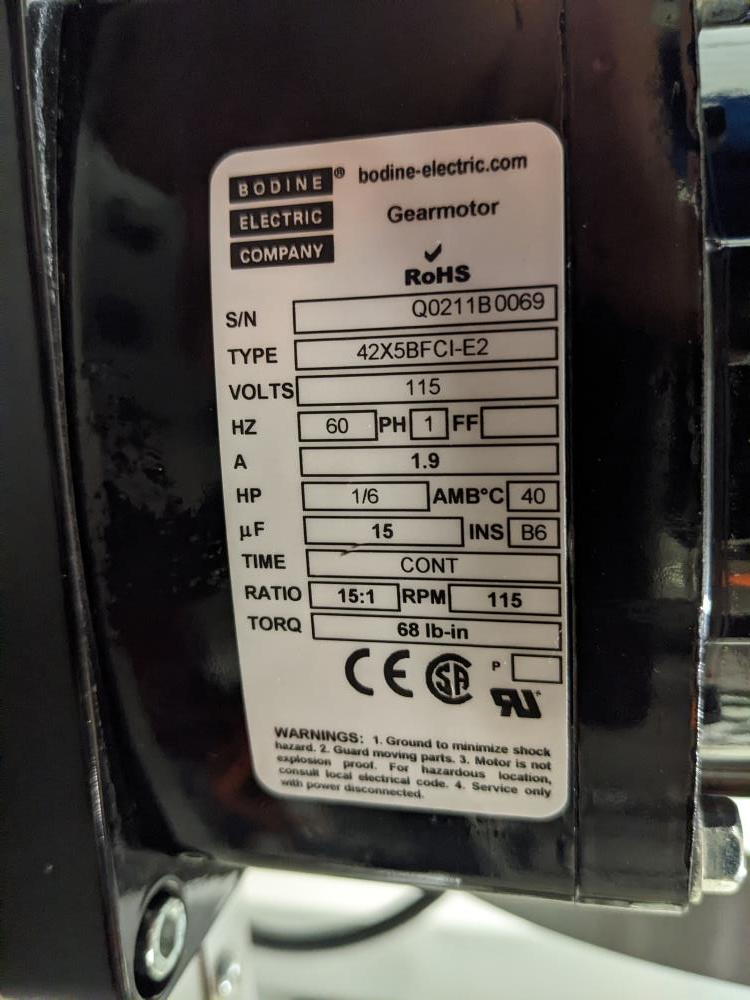 BODINE ® bodine-electric.com
ELECTRIC Gearmotor
COMPANY
RoHS
S/N Q0211B0069
TYPE 42X5BFCI-E2
VOLTS 115
HZ 60 PH 1 FF
A 1.9
HP 1/6 AMB°C 40
µF 15 INS B6
TIME CONT
RATIO 15:1 RPM 115
TORQ 68 lb-in
CE SA P
RU
WARNINGS: 1. Ground to minimize shock
hazard. 2. Guard moving parts. 3. Motor is not
explosion proof. For hazardous location,
consult local electrical code. 4. Service only
with power disconnected.